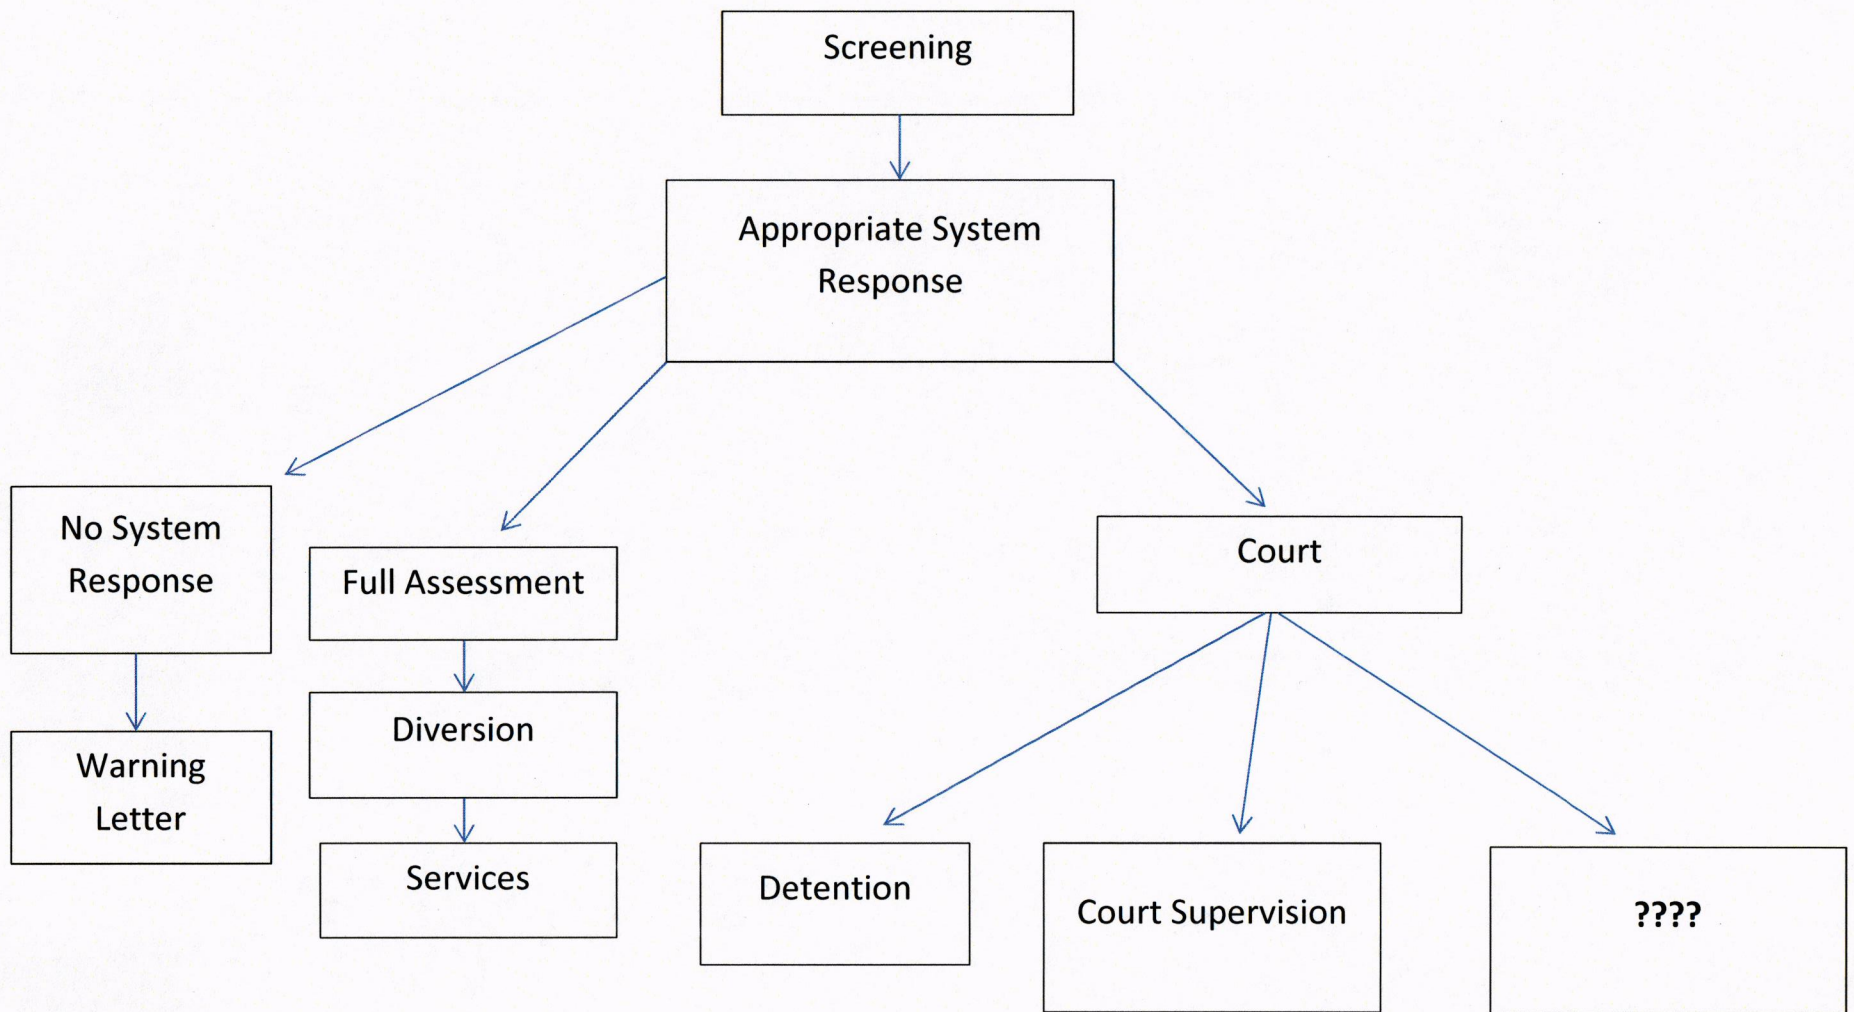 Screening
Appropriate System
Response
No System
Response
Full Assessment
Court
Warning
Letter
Diversion
Services
Detention
Court Supervision
????